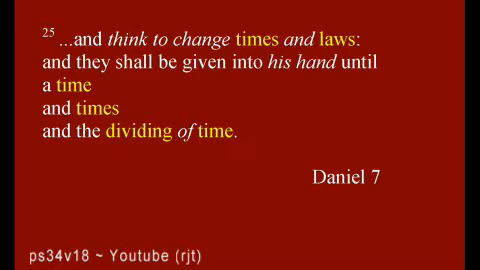 25 ...and think to change times and laws:
and they shall be given into his hand until
a time
and times
and the dividing of time.
Daniel 7
ps34v18 ~ Youtube (rjt)